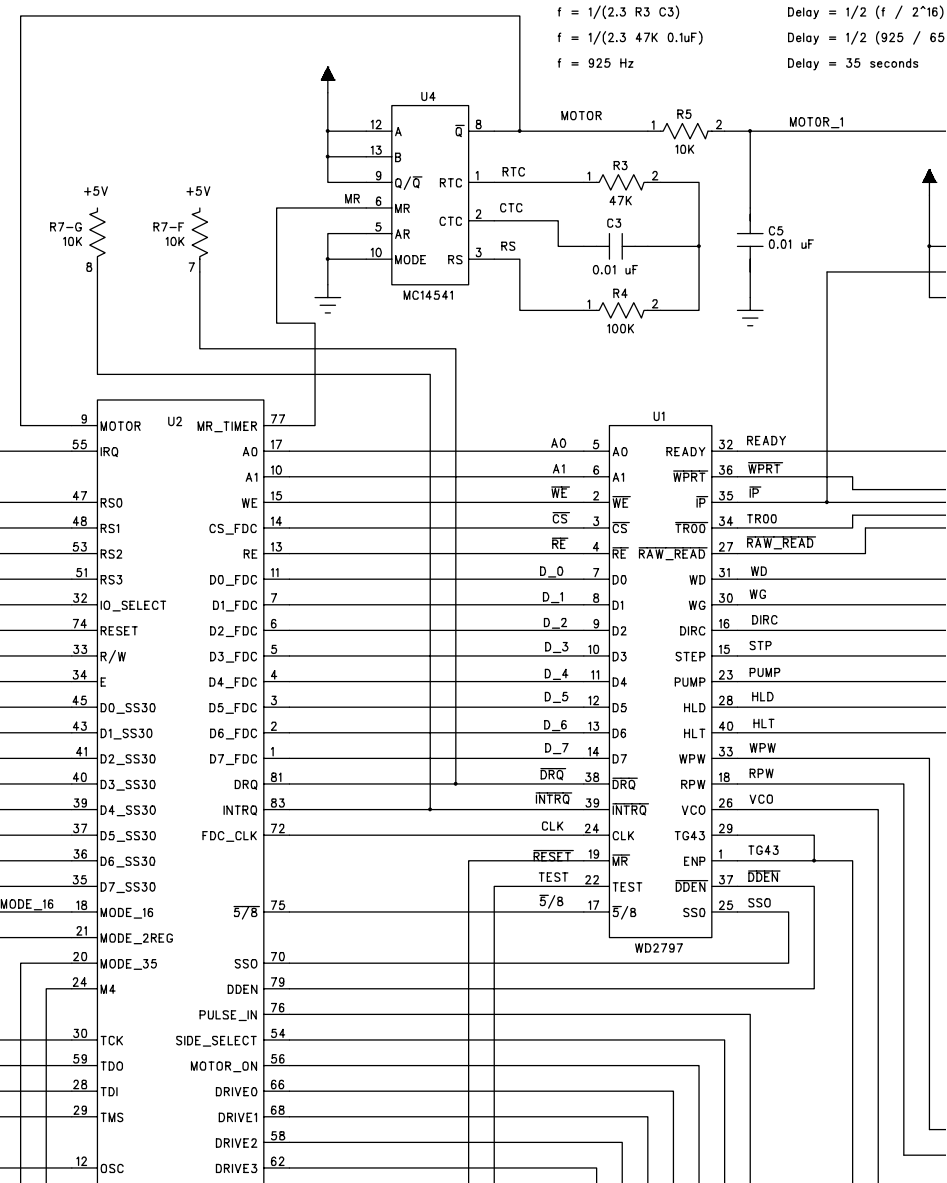 f = 1/(2.3 R3 C3)
Delay = 1/2 (f / 2^16)
f = 1/(2.3 47K 0.1uF)
Delay = 1/2 (925 / 65
f = 925 Hz
Delay = 35 seconds
U4
12 A Q 8 MOTOR 1 R5 2 MOTOR_1
10K
13 B
9 Q/Q RTC 1 RTC 1 R3 2
47K
MR 6 MR CTC 2 CTC C3
0.01 uF
5 AR
10 MODE RS 3 RS 1 R4 2
100K
MC14541
C5
0.01 uF
+5V
R7-G
10K
8
+5V
R7-F
10K
7
U2
9 MOTOR MR_TIMER 77
55 IRQ A0 17
A1 10
47 RS0 WE 15
48 RS1 CS_FDC 14
53 RS2 RE 13
51 RS3 D0_FDC 11
32 IO_SELECT D1_FDC 7
74 RESET D2_FDC 6
33 R/W D3_FDC 5
34 E D4_FDC 4
45 D0_SS30 D5_FDC 3
43 D1_SS30 D6_FDC 2
41 D2_SS30 D7_FDC 1
40 D3_SS30 DRQ 81
39 D4_SS30 INTRQ 83
37 D5_SS30 FDC_CLK 72
36 D6_SS30
35 D7_SS30
MODE_16 18 MODE_16 5/8 75
21 MODE_2REG
20 MODE_35 SSO 70
24 M4 DDEN 79
PULSE_IN 76
30 TCK SIDE_SELECT 54
59 TDO MOTOR_ON 56
28 TDI DRIVE0 66
29 TMS DRIVE1 68
DRIVE2 58
12 OSC DRIVE3 62
U1
A0 5 A0 READY 32 READY
A1 6 A1 WPRT 36 WPRT
WE 2 WE IP 35 IP
CS 3 CS TR00 34 TR00
RE 4 RE RAW_READ 27 RAW_READ
D_0 7 D0 WD 31 WD
D_1 8 D1 WG 30 WG
D_2 9 D2 DIRC 16 DIRC
D_3 10 D3 STEP 15 STP
D_4 11 D4 PUMP 23 PUMP
D_5 12 D5 HLD 28 HLD
D_6 13 D6 HLT 40 HLT
D_7 14 D7 WPW 33 WPW
DRQ 38 DRQ RPW 18 RPW
INTRQ 39 INTRQ VCO 26 VCO
CLK 24 CLK TG43 29
RESET 19 MR ENP 1 TG43
TEST 22 TEST DDEN 37 DDEN
5/8 17 5/8 SSO 25 SSO
WD2797